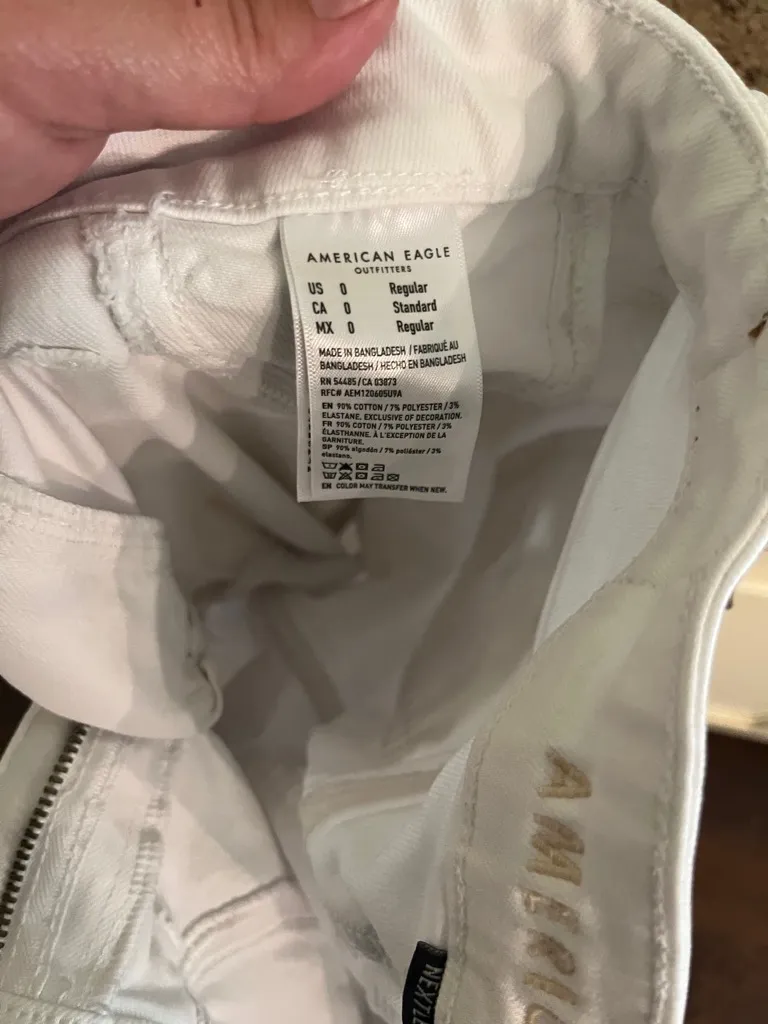 AMERICAN EAGLE
OUTFITTERS
US 0 Regular
CA 0 Standard
MX 0 Regular
MADE IN BANGLADESH / FABRIQUÉ AU
BANGLADESH / HECHO EN BANGLADESH
RN 54485/CA 03873
RFC# AEM120605U9A
EN 90% COTTON / 7% POLYESTER / 3%
ELASTANE, EXCLUSIVE OF DECORATION.
FR 90% COTON / 7% POLYESTER / 3%
ÉLASTHANNE, À L'EXCEPTION DE LA
GARNITURE.
SP 90% algodón / 7% poliéster / 3%
elastano.
EN COLOR MAY TRANSFER WHEN NEW.
AMERIC
NEXT